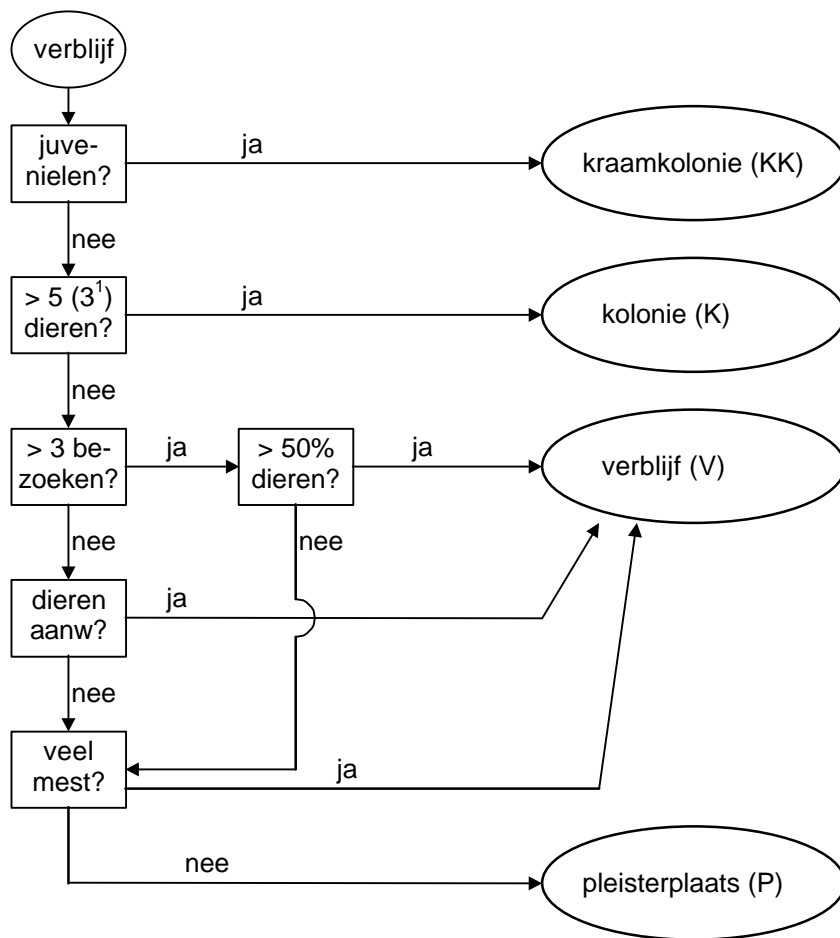 verblijf
juve-
nielen?
ja
kraamkolonie (KK)
nee
> 5 (3¹)
dieren?
ja
kolonie (K)
nee
> 3 be-
zoeken?
ja
> 50%
dieren?
ja
verblijf (V)
nee
nee
dieren
aanw?
ja
nee
veel
mest?
ja
nee
pleisterplaats (P)